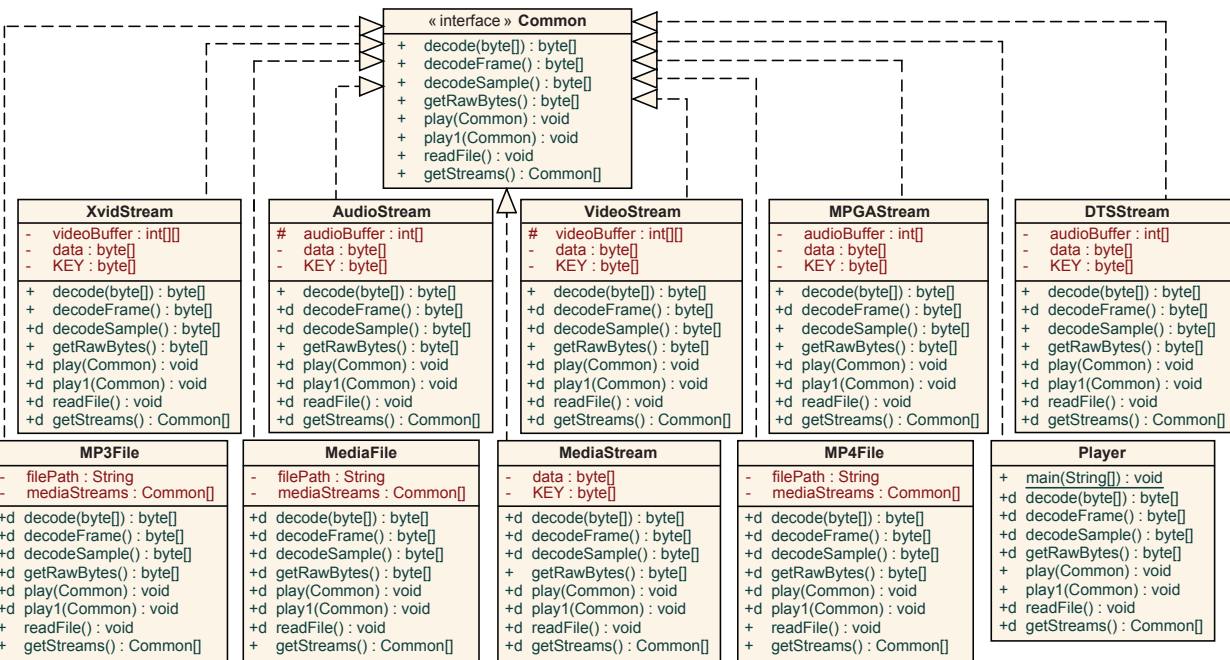 « interface » Common
+ decode(byte[]) : byte[]
+ decodeFrame() : byte[]
+ decodeSample() : byte[]
+ getRawBytes() : byte[]
+ play(Common) : void
+ play1(Common) : void
+ readFile() : void
+ getStreams() : Common[]
XvidStream
- videoBuffer : int[][]
- data : byte[]
- KEY : byte[]
+ decode(byte[]) : byte[]
+ decodeFrame() : byte[]
+d decodeSample() : byte[]
+ getRawBytes() : byte[]
+d play(Common) : void
+d play1(Common) : void
+d readFile() : void
+d getStreams() : Common[]
AudioStream
# audioBuffer : int[]
- data : byte[]
- KEY : byte[]
+ decode(byte[]) : byte[]
+d decodeFrame() : byte[]
+d decodeSample() : byte[]
+ getRawBytes() : byte[]
+d play(Common) : void
+d play1(Common) : void
+d readFile() : void
+d getStreams() : Common[]
VideoStream
# videoBuffer : int[][]
- data : byte[]
- KEY : byte[]
+ decode(byte[]) : byte[]
+d decodeFrame() : byte[]
+d decodeSample() : byte[]
+ getRawBytes() : byte[]
+d play(Common) : void
+d play1(Common) : void
+d readFile() : void
+d getStreams() : Common[]
MPGAStream
- audioBuffer : int[]
- data : byte[]
- KEY : byte[]
+ decode(byte[]) : byte[]
+d decodeFrame() : byte[]
+ decodeSample() : byte[]
+ getRawBytes() : byte[]
+d play(Common) : void
+d play1(Common) : void
+d readFile() : void
+d getStreams() : Common[]
DTSStream
- audioBuffer : int[]
- data : byte[]
- KEY : byte[]
+ decode(byte[]) : byte[]
+d decodeFrame() : byte[]
+ decodeSample() : byte[]
+ getRawBytes() : byte[]
+d play(Common) : void
+d play1(Common) : void
+d readFile() : void
+d getStreams() : Common[]
MP3File
- filePath : String
- mediaStreams : Common[]
+d decode(byte[]) : byte[]
+d decodeFrame() : byte[]
+d decodeSample() : byte[]
+d getRawBytes() : byte[]
+d play(Common) : void
+d play1(Common) : void
+ readFile() : void
+ getStreams() : Common[]
MediaFile
- filePath : String
- mediaStreams : Common[]
+d decode(byte[]) : byte[]
+d decodeFrame() : byte[]
+d decodeSample() : byte[]
+d getRawBytes() : byte[]
+d play(Common) : void
+d play1(Common) : void
+d readFile() : void
+ getStreams() : Common[]
MediaStream
- data : byte[]
- KEY : byte[]
+d decode(byte[]) : byte[]
+d decodeFrame() : byte[]
+d decodeSample() : byte[]
+ getRawBytes() : byte[]
+d play(Common) : void
+d play1(Common) : void
+d readFile() : void
+d getStreams() : Common[]
MP4File
- filePath : String
- mediaStreams : Common[]
+d decode(byte[]) : byte[]
+d decodeFrame() : byte[]
+d decodeSample() : byte[]
+d getRawBytes() : byte[]
+d play(Common) : void
+d play1(Common) : void
+ readFile() : void
+ getStreams() : Common[]
Player
+ main(String[]) : void
+d decode(byte[]) : byte[]
+d decodeFrame() : byte[]
+d decodeSample() : byte[]
+d getRawBytes() : byte[]
+ play(Common) : void
+ play1(Common) : void
+d readFile() : void
+d getStreams() : Common[]